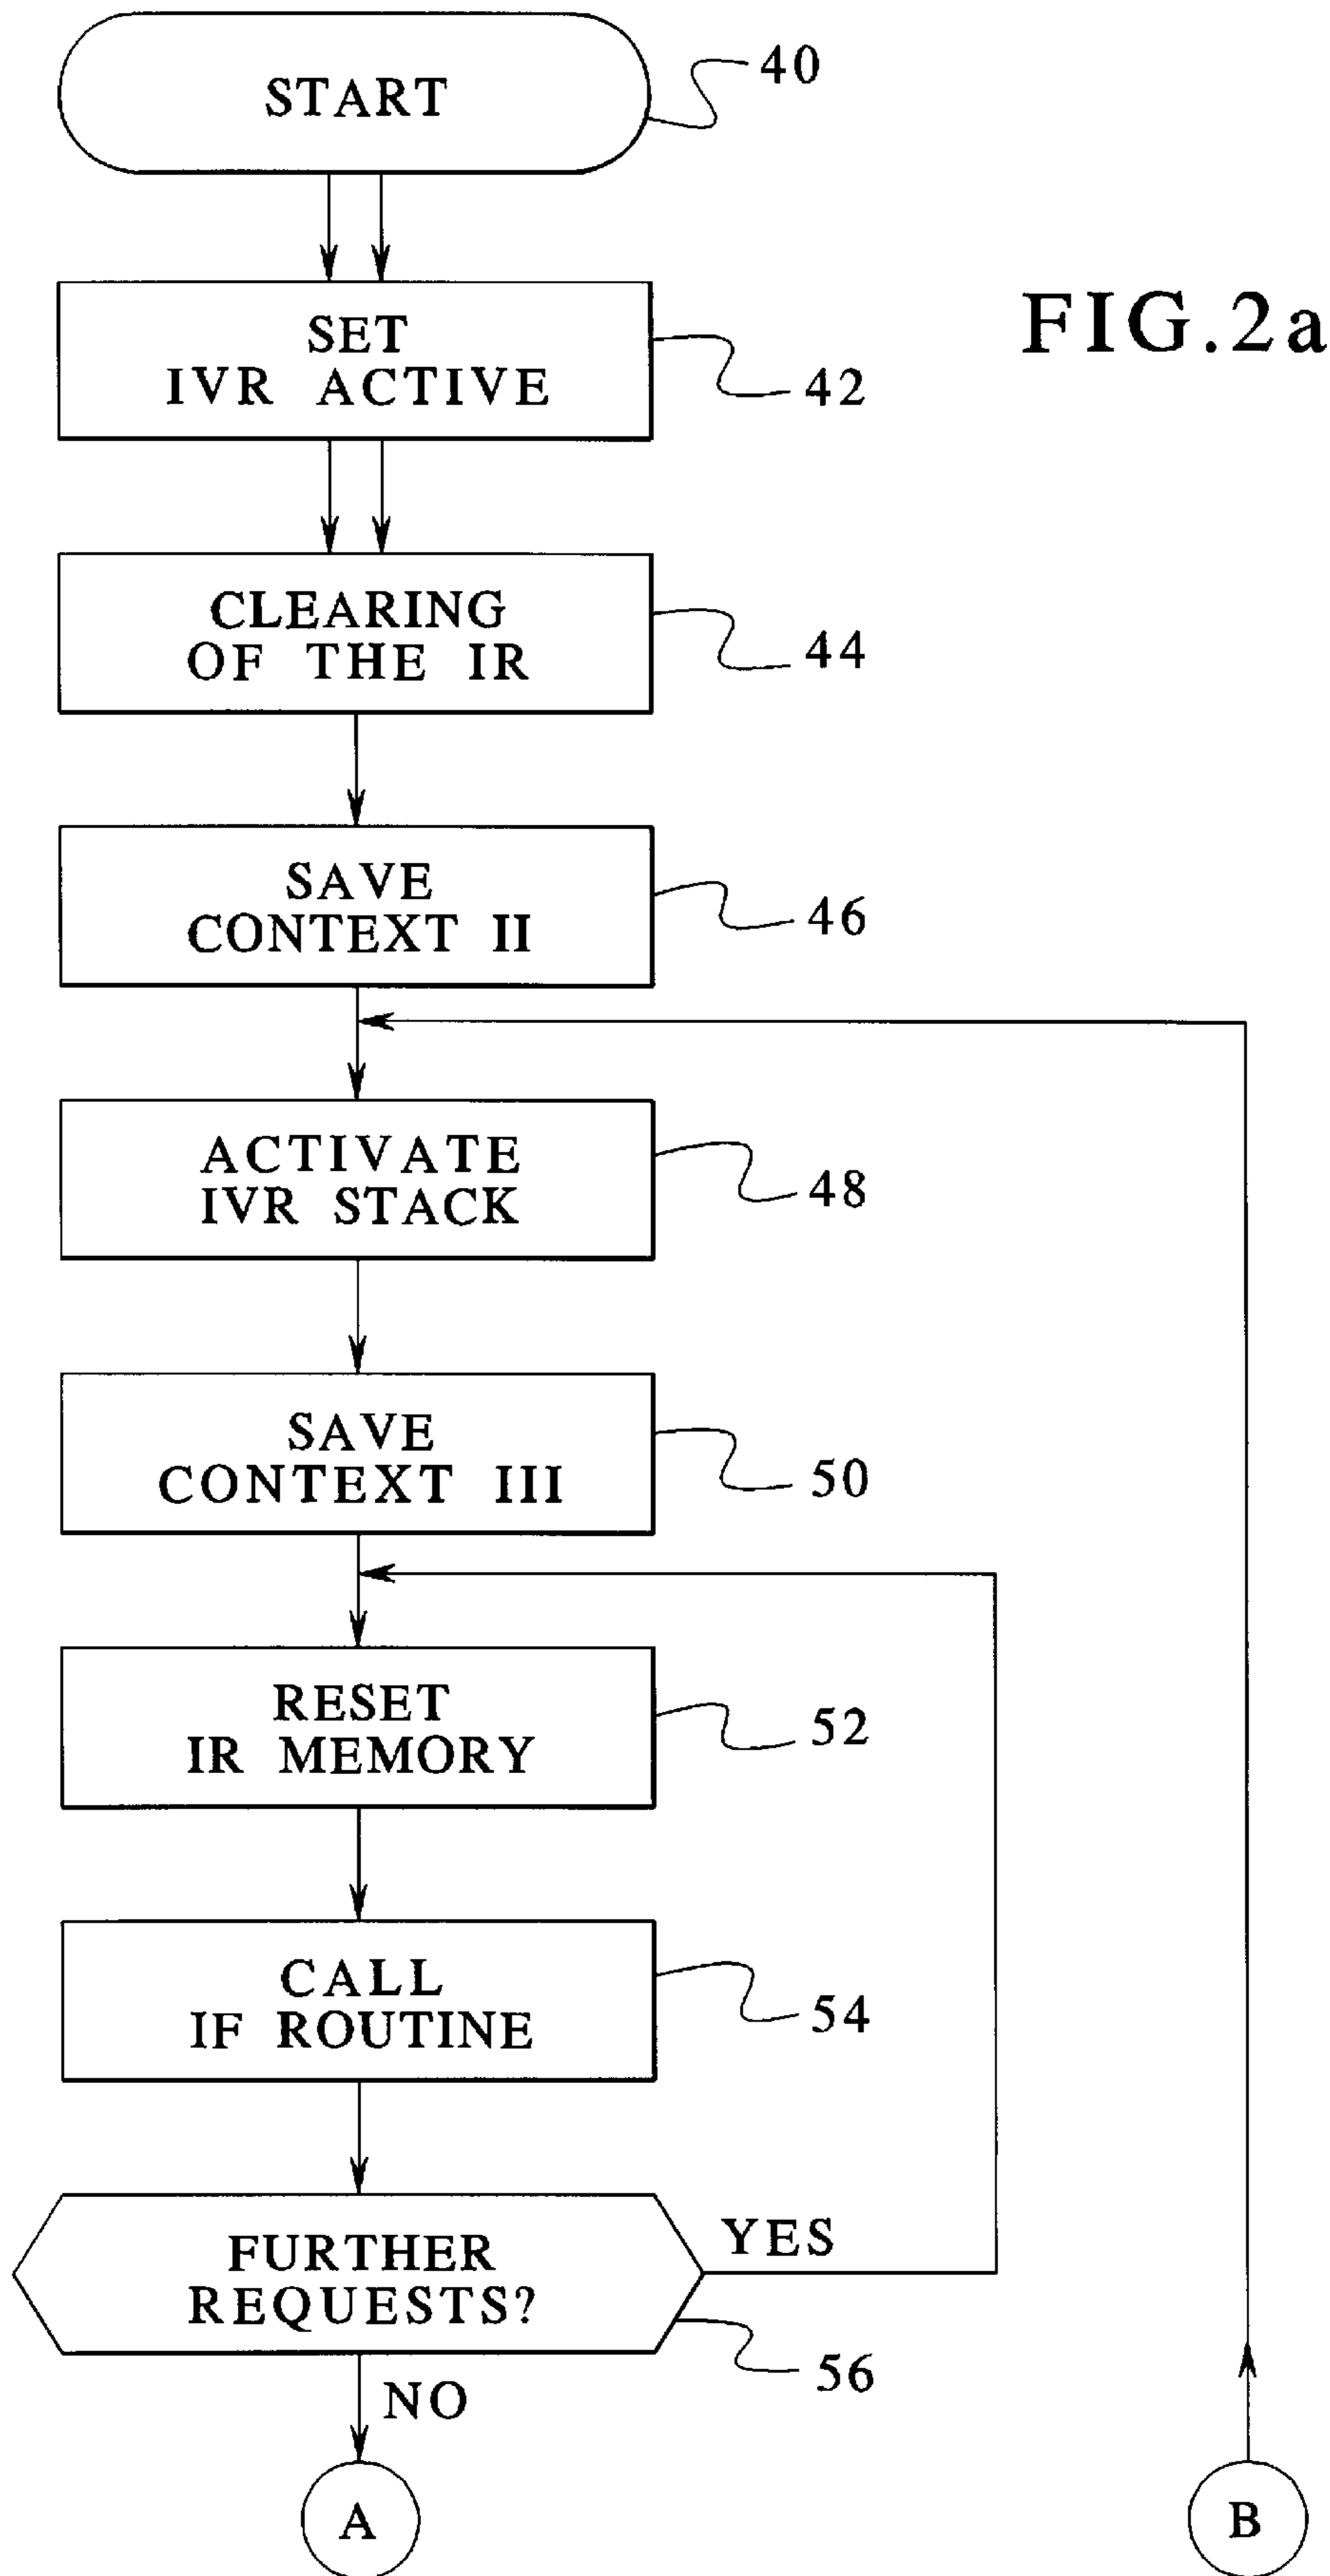 START
40
FIG.2a
SET
IVR ACTIVE
42
CLEARING
OF THE IR
44
SAVE
CONTEXT II
46
ACTIVATE
IVR STACK
48
SAVE
CONTEXT III
50
RESET
IR MEMORY
52
CALL
IF ROUTINE
54
FURTHER
REQUESTS?
YES
56
NO
A
B